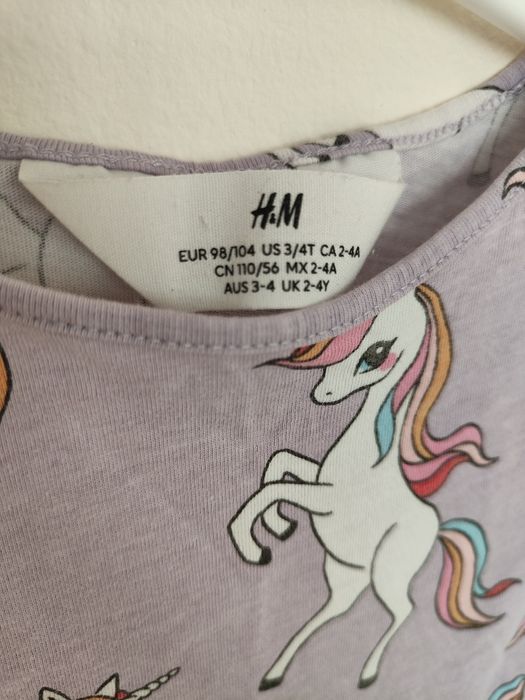 H&M
EUR 98/104 US 3/4T CA 2-4A
CN 110/56 MX 2-4A
AUS 3-4 UK 2-4Y